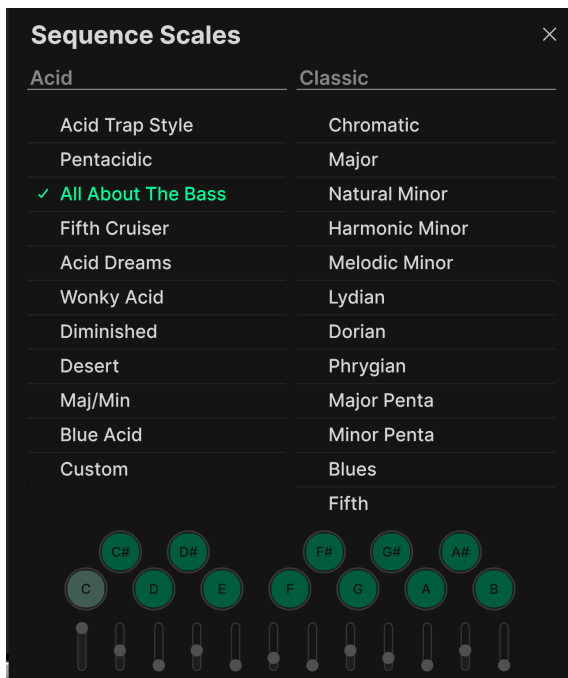 Sequence Scales
Acid
Acid Trap Style
Pentacidic
All About The Bass
Fifth Cruiser
Acid Dreams
Wonky Acid
Diminished
Desert
Maj/Min
Blue Acid
Custom
Classic
Chromatic
Major
Natural Minor
Harmonic Minor
Melodic Minor
Lydian
Dorian
Phrygian
Major Penta
Minor Penta
Blues
Fifth
C# D# F# G# A#
C D E F G A B